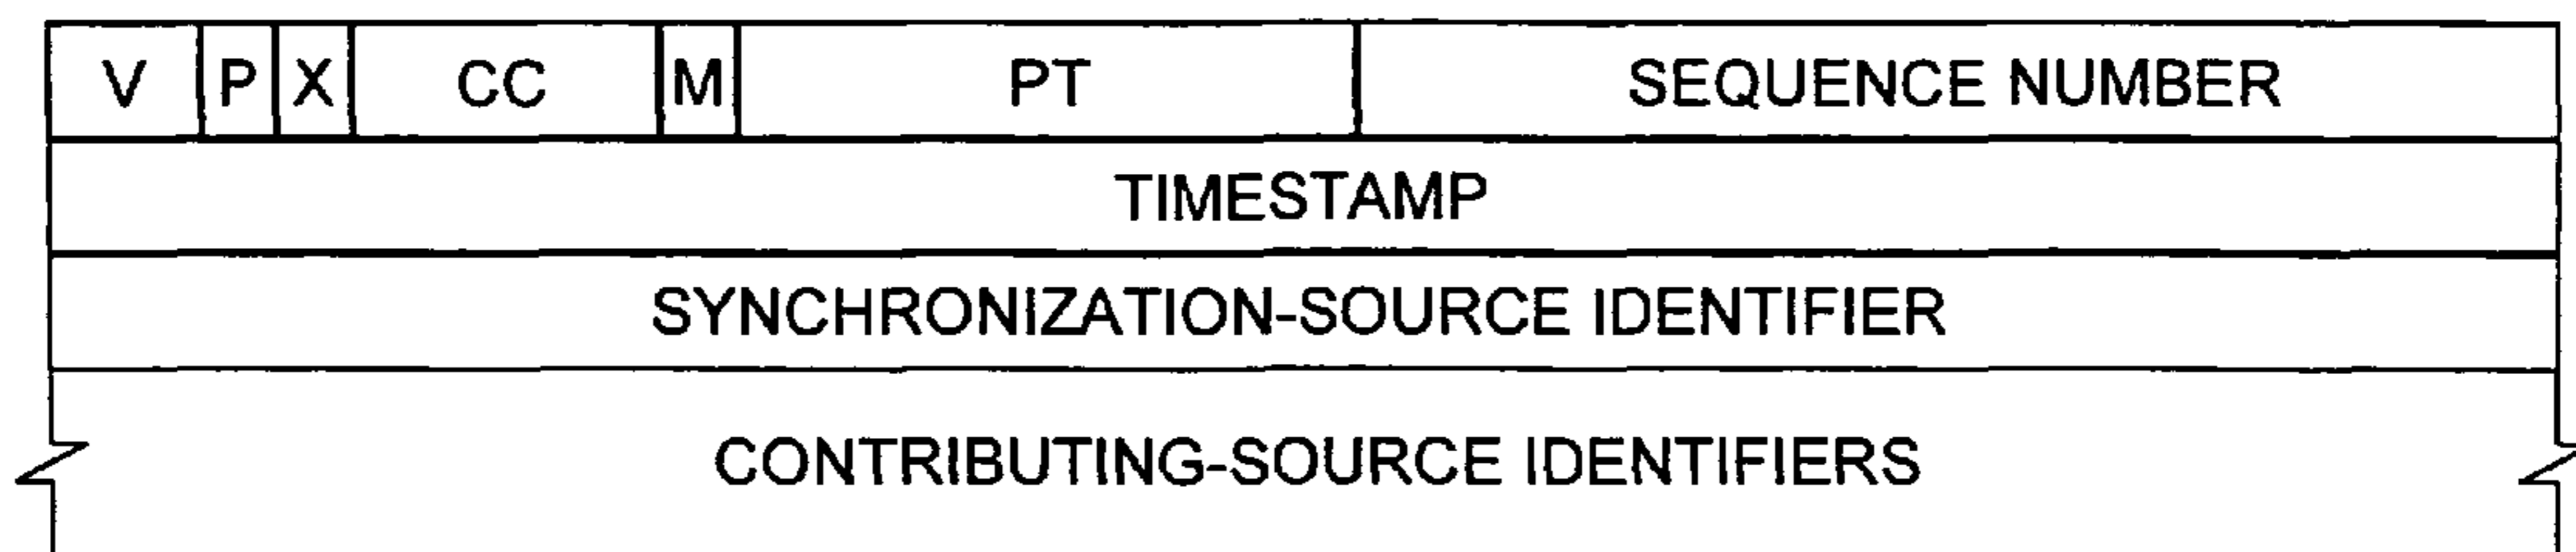 V P X CC M PT SEQUENCE NUMBER
TIMESTAMP
SYNCHRONIZATION-SOURCE IDENTIFIER
CONTRIBUTING-SOURCE IDENTIFIERS